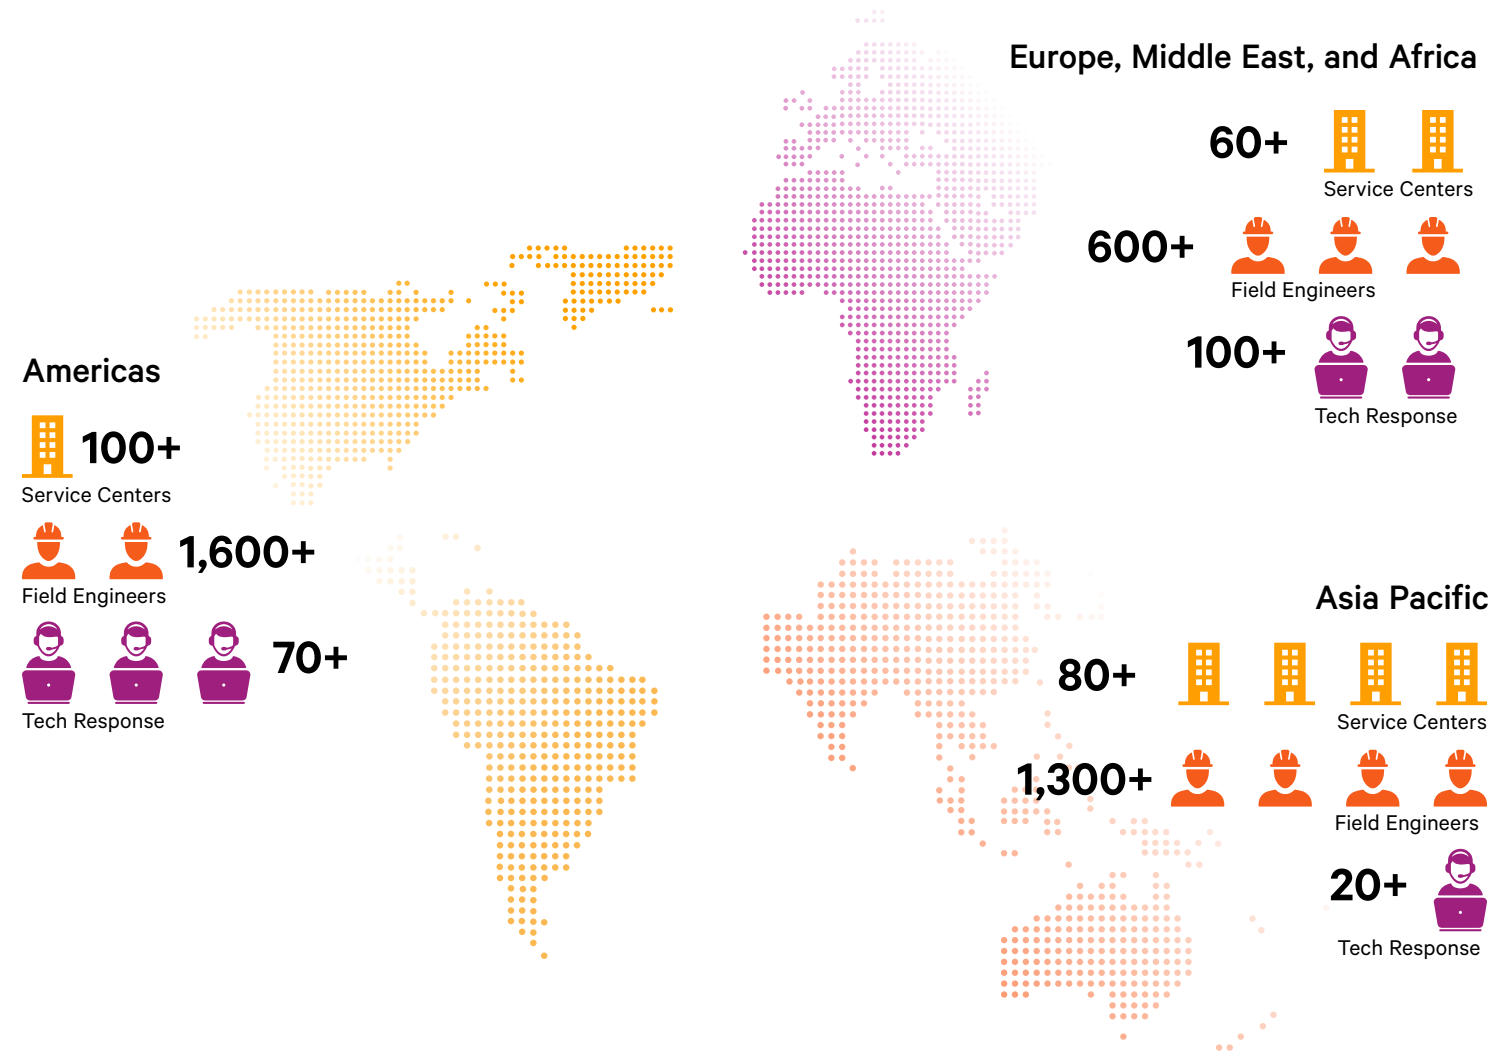 Europe, Middle East, and Africa
60+
Service Centers
600+
Field Engineers
100+
Tech Response
Americas
100+
Service Centers
1,600+
Field Engineers
70+
Tech Response
Asia Pacific
80+
Service Centers
1,300+
Field Engineers
20+
Tech Response